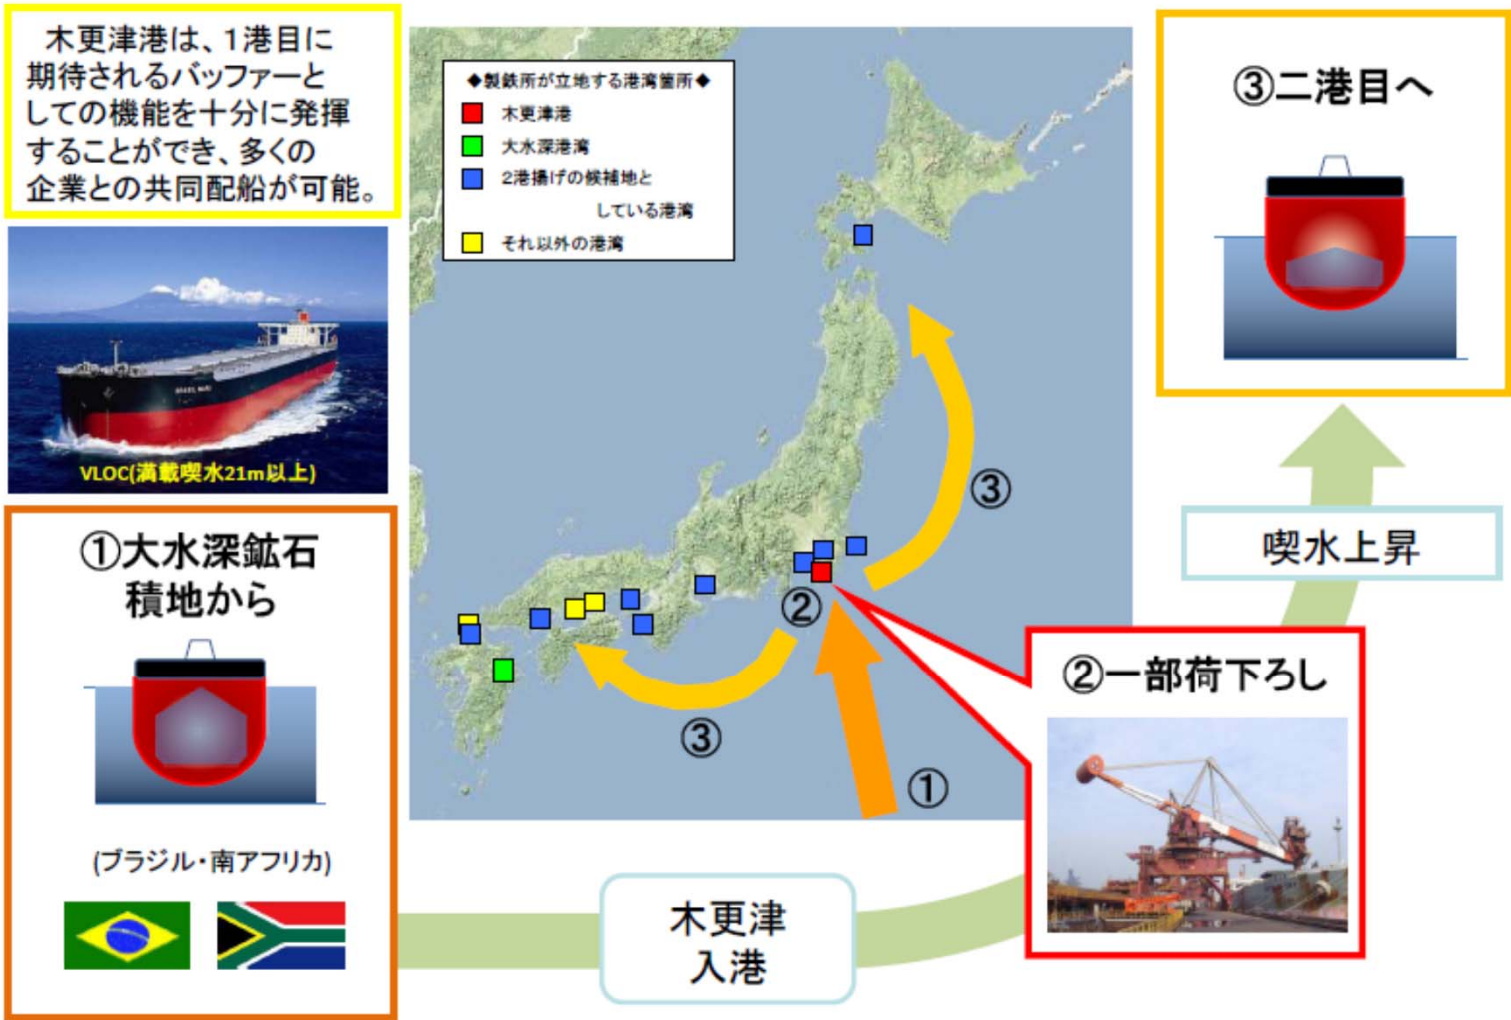 木更津港は、1港目に
期待されるバッファーと
しての機能を十分に発揮
することができ、多くの
企業との共同配船が可能。
VLOC(満載喫水21m以上)
①大水深鉱石
積地から
(ブラジル・南アフリカ)
◆製鉄所が立地する港湾箇所◆
木更津港
大水深港湾
2港揚げの候補地と
している港湾
それ以外の港湾
③
②
③
①
木更津
入港
②一部荷下ろし
喫水上昇
③二港目へ